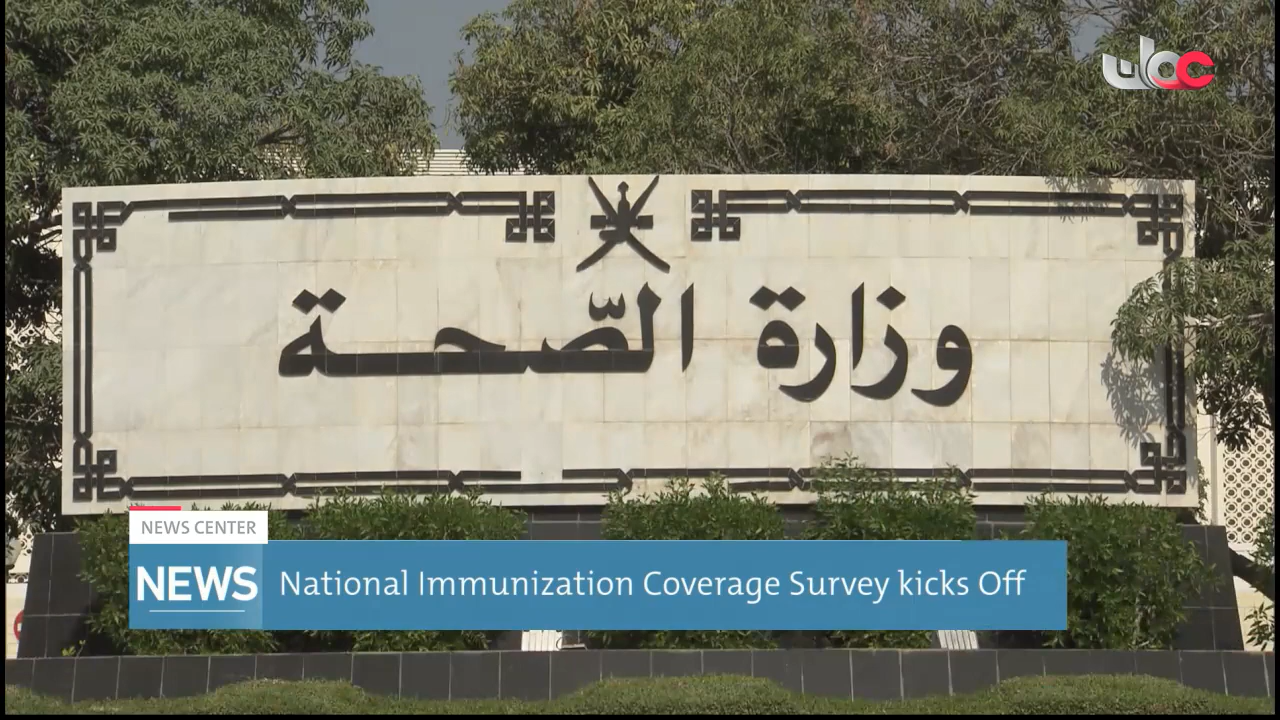 وزارة الصّحة
NEWS CENTER
NEWS
National Immunization Coverage Survey kicks Off